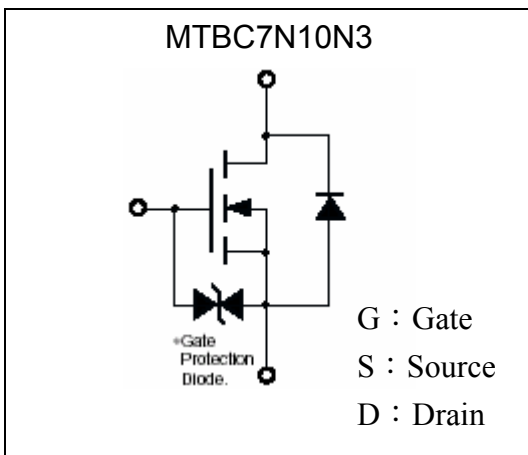 MTBC7N10N3
*Gate
Protection
Diode.
G：Gate
S：Source
D：Drain